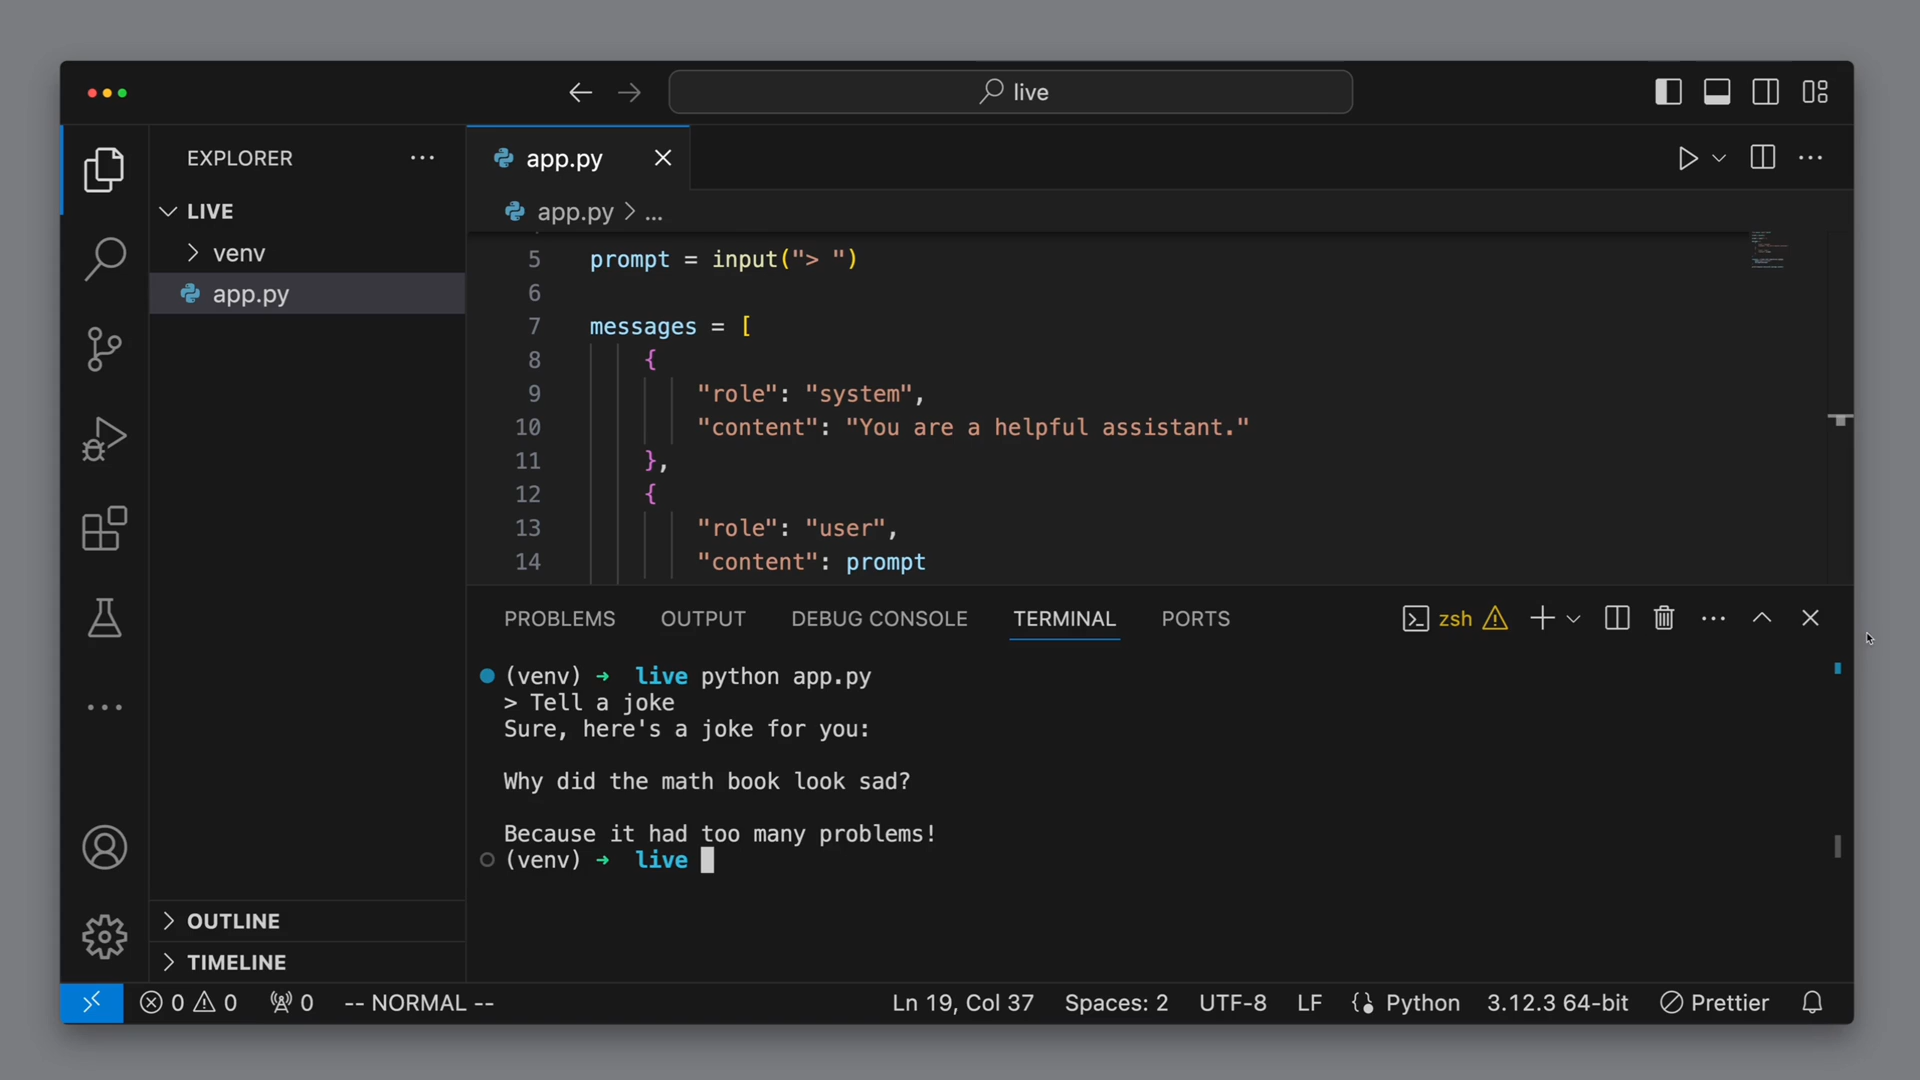 live
EXPLORER
app.py
app.py > ...
LIVE
venv
app.py
5 prompt = input("> ")
6
7 messages = [
8 {
9 "role": "system",
10 "content": "You are a helpful assistant."
11 },
12 {
13 "role": "user",
14 "content": prompt
PROBLEMS OUTPUT DEBUG CONSOLE TERMINAL PORTS zsh
(venv) ➜ live python app.py
> Tell a joke
Sure, here's a joke for you:
Why did the math book look sad?
Because it had too many problems!
(venv) ➜ live
OUTLINE
TIMELINE
0 0 0 -- NORMAL -- Ln 19, Col 37 Spaces: 2 UTF-8 LF Python 3.12.3 64-bit Prettier